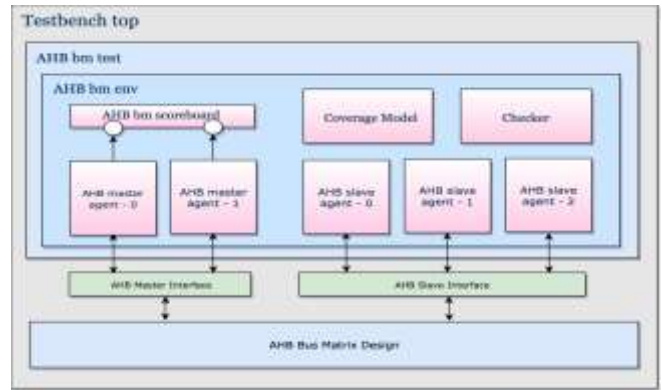 Testbench top
AHB bm test
AHB bm env
AHB bm scoreboard
Coverage Model
Checker
AHB master
agent - 0
AHB master
agent - 1
AHB slave
agent - 0
AHB slave
agent - 1
AHB slave
agent - 2
AHB Master Interface
AHB Slave Interface
AHB Bus Matrix Design